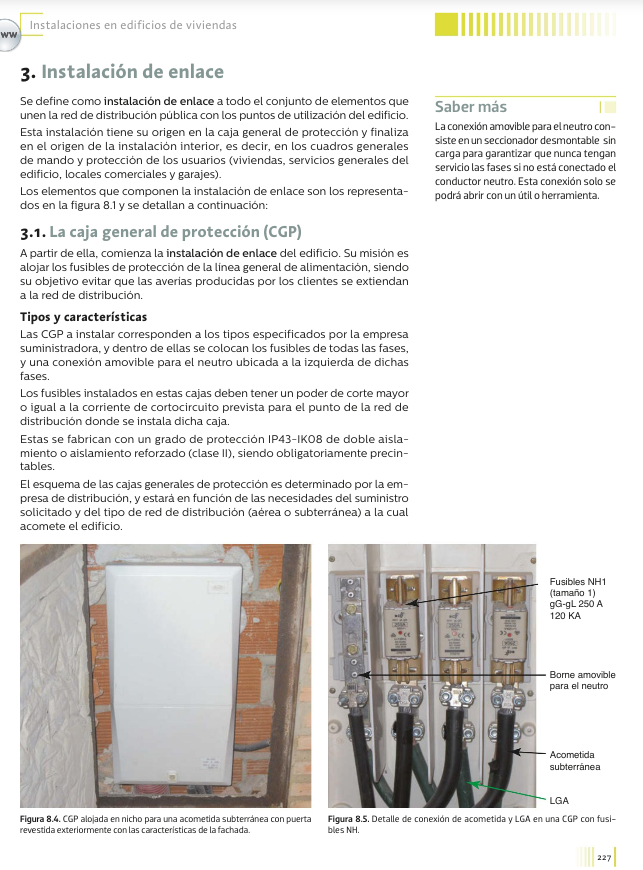 ww
Instalaciones en edificios de viviendas
3. Instalación de enlace
Se define como instalación de enlace a todo el conjunto de elementos que
unen la red de distribución pública con los puntos de utilización del edificio.
Esta instalación tiene su origen en la caja general de protección y finaliza
en el origen de la instalación interior, es decir, en los cuadros generales
de mando y protección de los usuarios (viviendas, servicios generales del
edificio, locales comerciales y garajes).
Los elementos que componen la instalación de enlace son los representa-
dos en la figura 8.1 y se detallan a continuación:
3.1. La caja general de protección (CGP)
A partir de ella, comienza la instalación de enlace del edificio. Su misión es
alojar los fusibles de protección de la línea general de alimentación, siendo
su objetivo evitar que las averías producidas por los clientes se extiendan
a la red de distribución.
Tipos y características
Las CGP a instalar corresponden a los tipos especificados por la empresa
suministradora, y dentro de ellas se colocan los fusibles de todas las fases,
y una conexión amovible para el neutro ubicada a la izquierda de dichas
fases.
Los fusibles instalados en estas cajas deben tener un poder de corte mayor
o igual a la corriente de cortocircuito prevista para el punto de la red de
distribución donde se instala dicha caja.
Estas se fabrican con un grado de protección IP43-IK08 de doble aisla-
miento o aislamiento reforzado (clase II), siendo obligatoriamente precin-
tables.
El esquema de las cajas generales de protección es determinado por la em-
presa de distribución, y estará en función de las necesidades del suministro
solicitado y del tipo de red de distribución (aérea o subterránea) a la cual
acomete el edificio.
Saber más
La conexión amovible para el neutro con-
siste en un seccionador desmontable sin
carga para garantizar que nunca tengan
servicio las fases si no está conectado el
conductor neutro. Esta conexión solo se
podrá abrir con un útil o herramienta.
Fusibles NH1
(tamaño 1)
gG-gL 250 A
120 KA
Borne amovible
para el neutro
Acometida
subterránea
LGA
Figura 8.4. CGP alojada en nicho para una acometida subterránea con puerta
revestida exteriormente con las características de la fachada.
Figura 8.5. Detalle de conexión de acometida y LGA en una CGP con fusi-
bles NH.
227